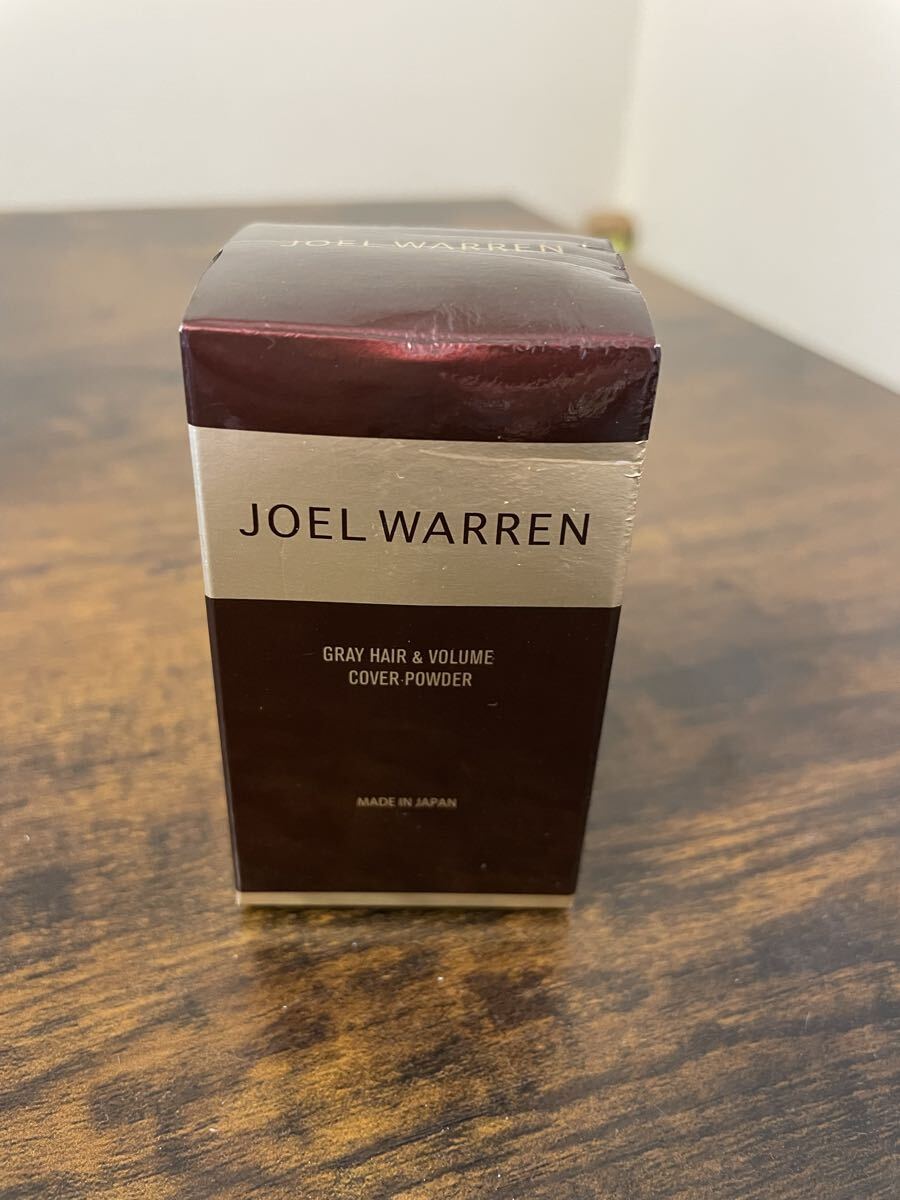 JOEL WARREN
JOEL WARREN
GRAY HAIR & VOLUME
COVER POWDER
MADE IN JAPAN